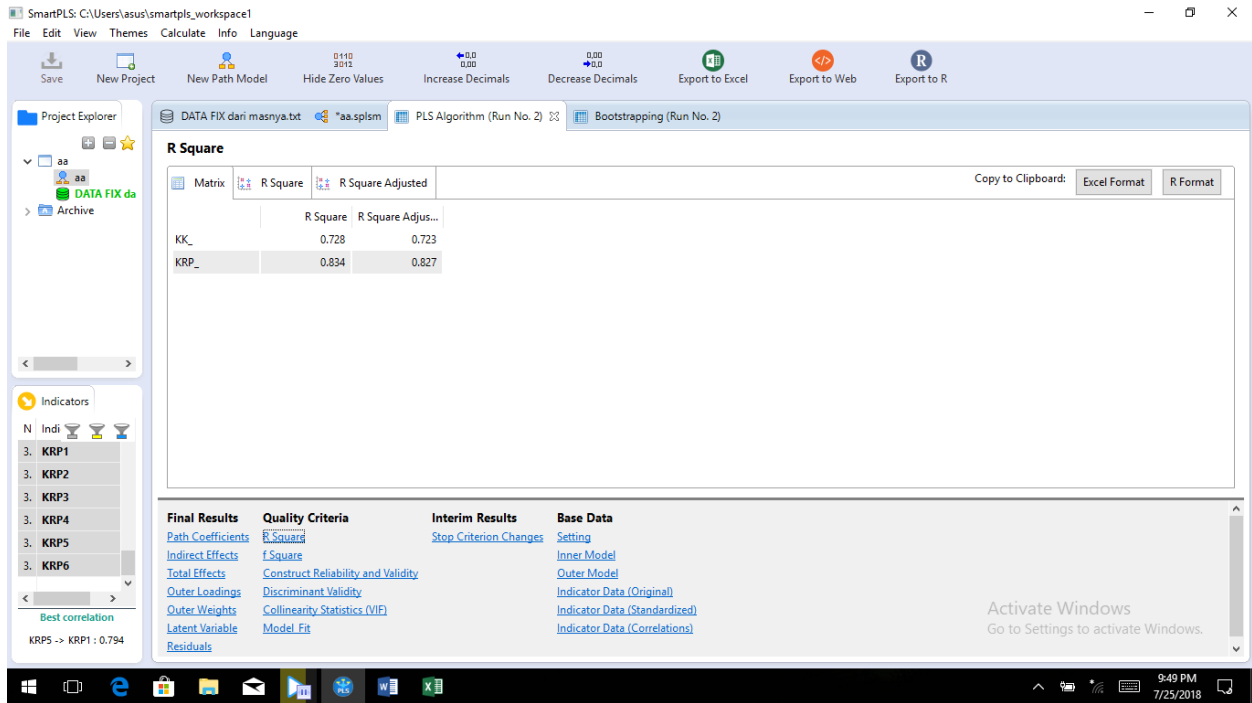 SmartPLS: C:\Users\asus\smartpls_workspace1
File Edit View Themes Calculate Info Language
Save New Project New Path Model Hide Zero Values Increase Decimals Decrease Decimals Export to Excel Export to Web Export to R
Project Explorer
aa
aa
DATA FIX da
Archive
DATA FIX dari masnya.txt *aa.splsm PLS Algorithm (Run No. 2) Bootstrapping (Run No. 2)
R Square
Matrix R Square R Square Adjusted Copy to Clipboard: Excel Format R Format
R Square R Square Adjus...
KK_ 0.728 0.723
KRP_ 0.834 0.827
Indicators
N Indi
3. KRP1
3. KRP2
3. KRP3
3. KRP4
3. KRP5
3. KRP6
Best correlation
KRP5 -> KRP1 : 0.794
Final Results Quality Criteria Interim Results Base Data
Path Coefficients R Square Stop Criterion Changes Setting
Indirect Effects f Square Inner Model
Total Effects Construct Reliability and Validity Outer Model
Outer Loadings Discriminant Validity Indicator Data (Original)
Outer Weights Collinearity Statistics (VIF) Indicator Data (Standardized)
Latent Variable Model_Fit Indicator Data (Correlations)
Residuals
Activate Windows
Go to Settings to activate Windows.
9:49 PM
7/25/2018